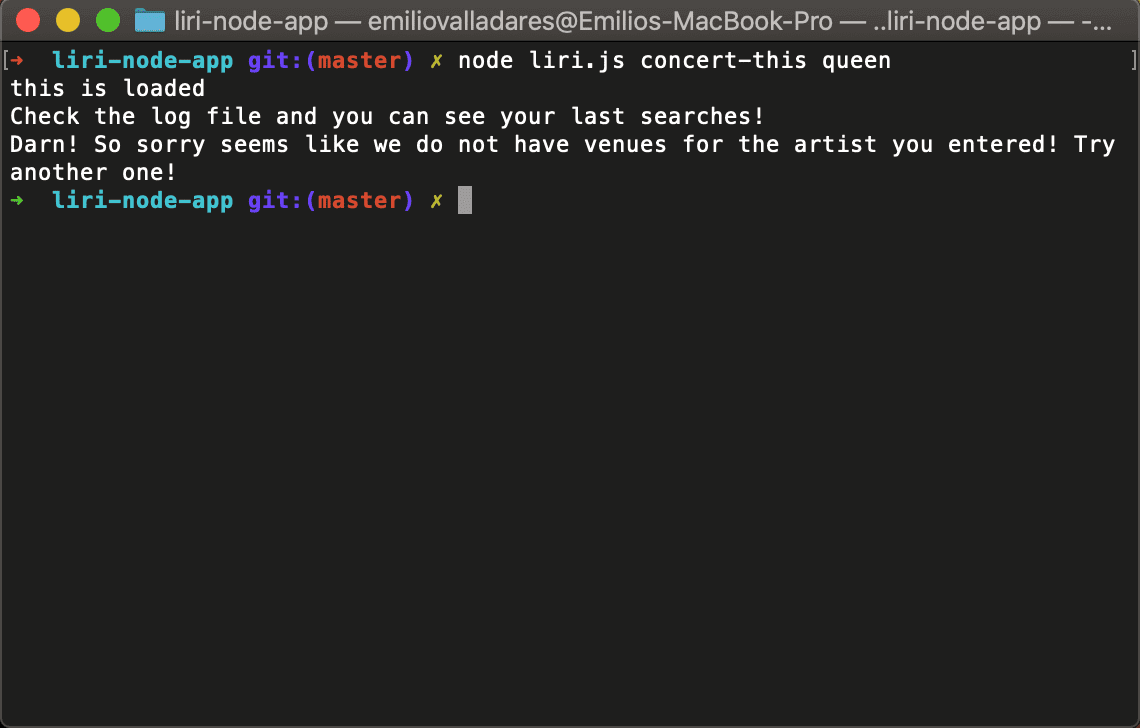 liri-node-app — emiliovalladares@Emilios-MacBook-Pro — ..liri-node-app — -...
[➜  liri-node-app git:(master) ✗ node liri.js concert-this queen ]
this is loaded
Check the log file and you can see your last searches!
Darn! So sorry seems like we do not have venues for the artist you entered! Try
another one!
➜  liri-node-app git:(master) ✗